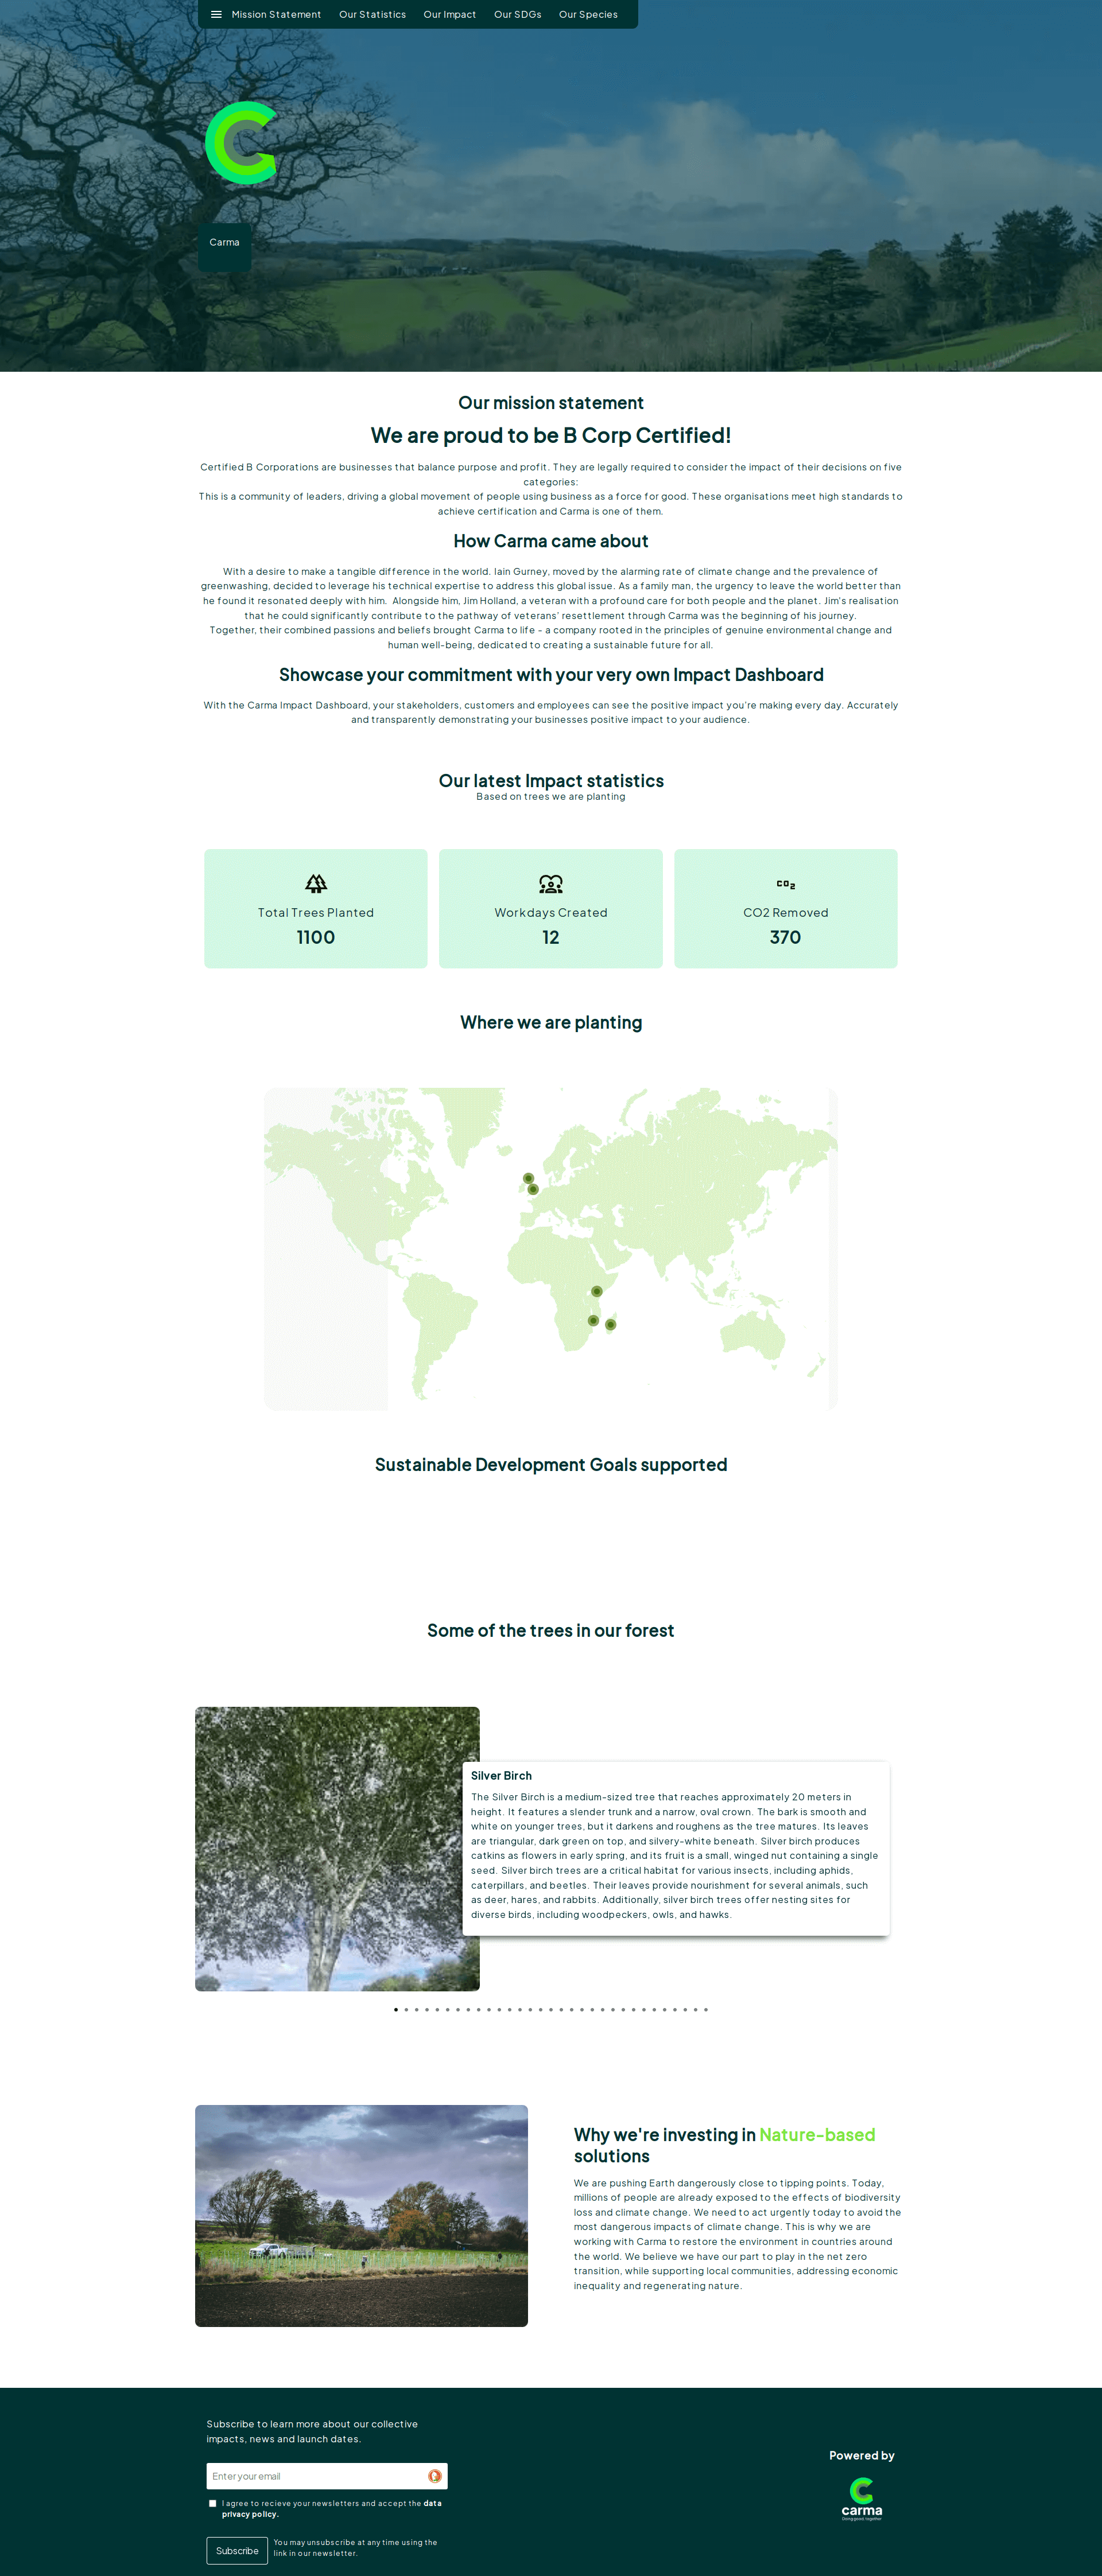 Mission Statement Our Statistics Our Impact Our SDGs Our Species
Carma
Our mission statement
We are proud to be B Corp Certified!
Certified B Corporations are businesses that balance purpose and profit. They are legally required to consider the impact of their decisions on five
categories:
This is a community of leaders, driving a global movement of people using business as a force for good. These organisations meet high standards to
achieve certification and Carma is one of them.
How Carma came about
With a desire to make a tangible difference in the world. Iain Gurney, moved by the alarming rate of climate change and the prevalence of
greenwashing, decided to leverage his technical expertise to address this global issue. As a family man, the urgency to leave the world better than
he found it resonated deeply with him. Alongside him, Jim Holland, a veteran with a profound care for both people and the planet. Jim's realisation
that he could significantly contribute to the pathway of veterans' resettlement through Carma was the beginning of his journey.
Together, their combined passions and beliefs brought Carma to life - a company rooted in the principles of genuine environmental change and
human well-being, dedicated to creating a sustainable future for all.
Showcase your commitment with your very own Impact Dashboard
With the Carma Impact Dashboard, your stakeholders, customers and employees can see the positive impact you're making every day. Accurately
and transparently demonstrating your businesses positive impact to your audience.
Our latest Impact statistics
Based on trees we are planting
CO2
Total Trees Planted Workdays Created CO2 Removed
1100 12 370
Where we are planting
Sustainable Development Goals supported
Some of the trees in our forest
Silver Birch
The Silver Birch is a medium-sized tree that reaches approximately 20 meters in
height. It features a slender trunk and a narrow, oval crown. The bark is smooth and
white on younger trees, but it darkens and roughens as the tree matures. Its leaves
are triangular, dark green on top, and silvery-white beneath. Silver birch produces
catkins as flowers in early spring, and its fruit is a small, winged nut containing a single
seed. Silver birch trees are a critical habitat for various insects, including aphids,
caterpillars, and beetles. Their leaves provide nourishment for several animals, such
as deer, hares, and rabbits. Additionally, silver birch trees offer nesting sites for
diverse birds, including woodpeckers, owls, and hawks.
Why we're investing in Nature-based
solutions
We are pushing Earth dangerously close to tipping points. Today,
millions of people are already exposed to the effects of biodiversity
loss and climate change. We need to act urgently today to avoid the
most dangerous impacts of climate change. This is why we are
working with Carma to restore the environment in countries around
the world. We believe we have our part to play in the net zero
transition, while supporting local communities, addressing economic
inequality and regenerating nature.
Subscribe to learn more about our collective
impacts, news and launch dates.
Enter your email
I agree to recieve your newsletters and accept the data
privacy policy.
Subscribe
You may unsubscribe at any time using the
link in our newsletter.
Powered by
carma
Doing good, together